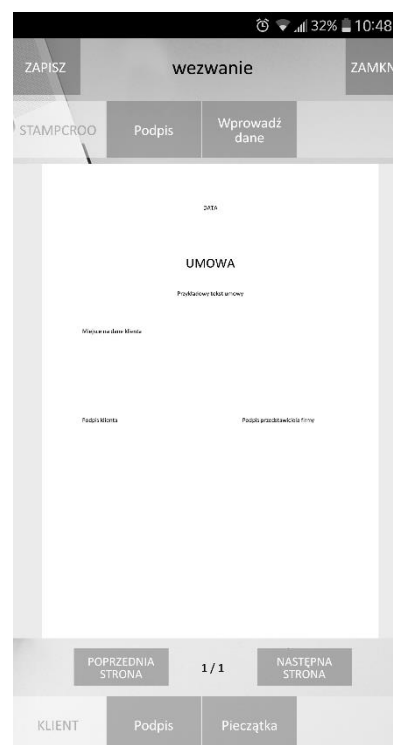 32% 10:48
ZAPISZ wezwanie ZAMKN
STAMPCROO Podpis Wprowadź
dane
DATA
UMOWA
Przykładowy tekst umowy
Miejsce na dane klienta
Podpis klienta Podpis przedstawiciela firmy
POPRZEDNIA
STRONA 1 / 1 NASTĘPNA
STRONA
KLIENT Podpis Pieczątka